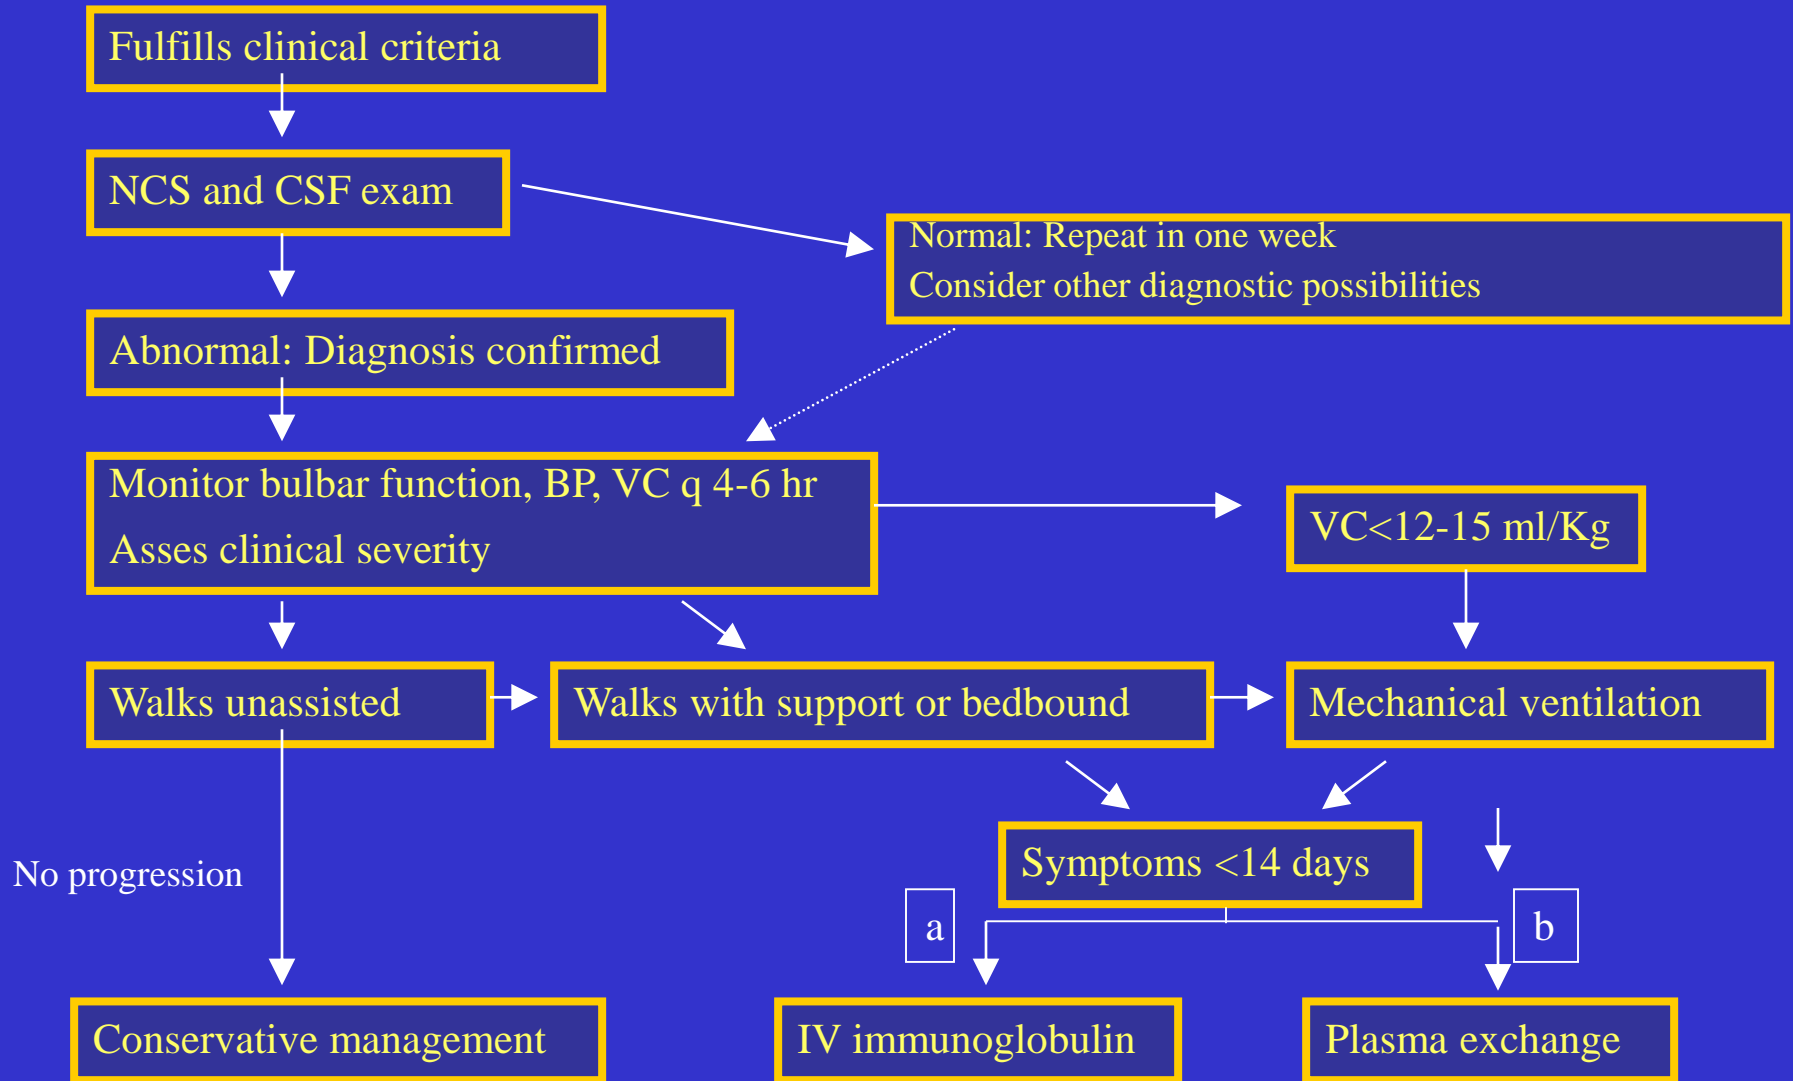 Fulfills clinical criteria
NCS and CSF exam
Normal: Repeat in one week
Consider other diagnostic possibilities
Abnormal: Diagnosis confirmed
Monitor bulbar function, BP, VC q 4-6 hr
Asses clinical severity
VC<12-15 ml/Kg
Walks unassisted
Walks with support or bedbound
Mechanical ventilation
Symptoms <14 days
No progression
a
b
Conservative management
IV immunoglobulin
Plasma exchange